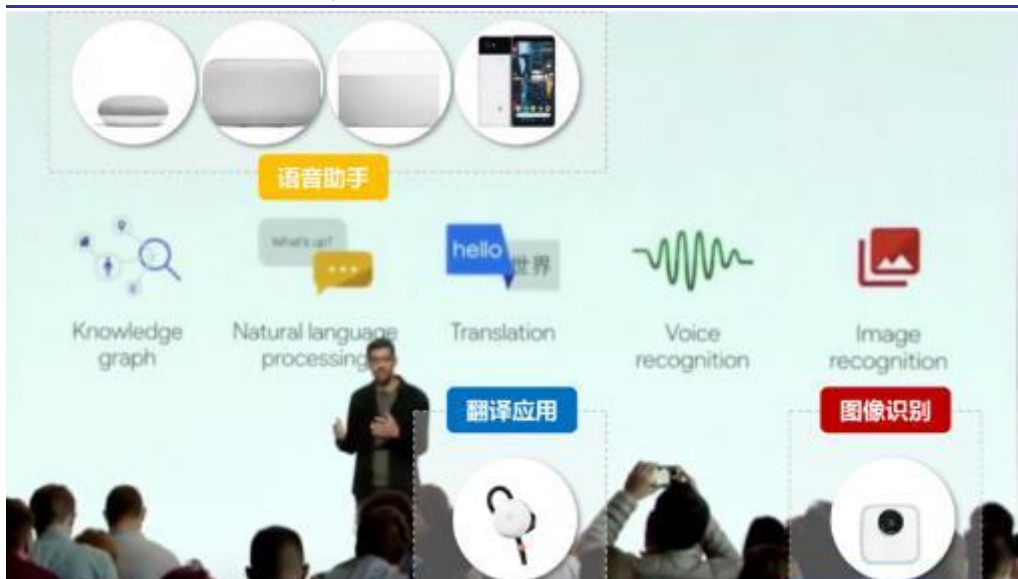 语音助手
What's up?
hello
世界
Knowledge
graph
Natural language
processing
Translation
Voice
recognition
Image
recognition
翻译应用
图像识别